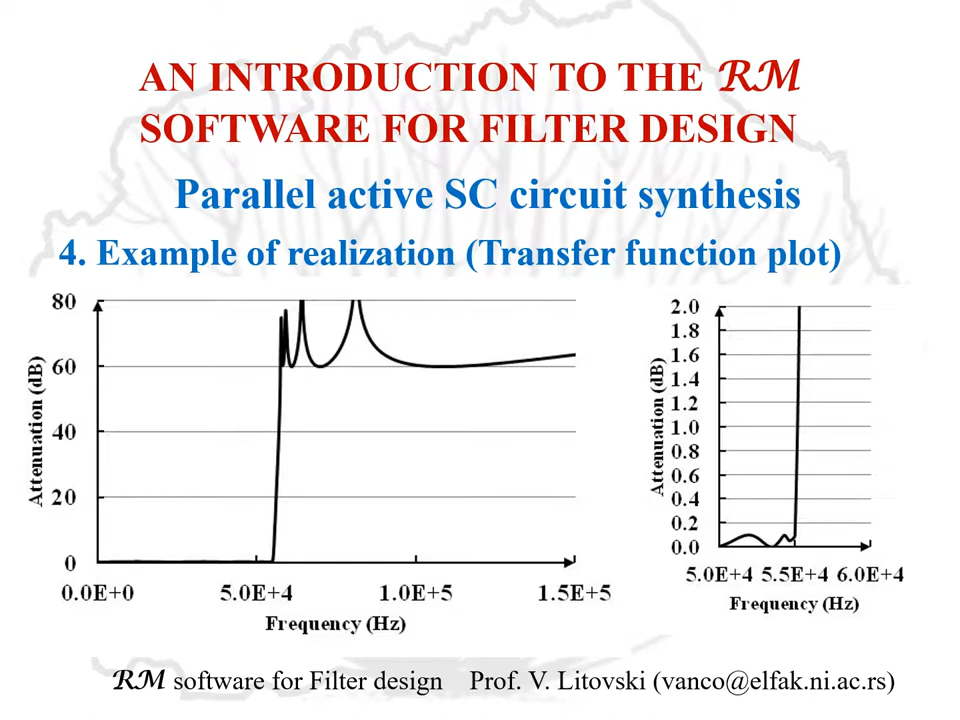 AN INTRODUCTION TO THE RM
SOFTWARE FOR FILTER DESIGN
Parallel active SC circuit synthesis
4. Example of realization (Transfer function plot)
80
60
40
20
0
Attenuation (dB)
0.0E+0 5.0E+4 1.0E+5 1.5E+5
Frequency (Hz)
2.0
1.8
1.6
1.4
1.2
1.0
0.8
0.6
0.4
0.2
0.0
Attenuation (dB)
5.0E+4 5.5E+4 6.0E+4
Frequency (Hz)
RM software for Filter design Prof. V. Litovski (vanco@elfak.ni.ac.rs)